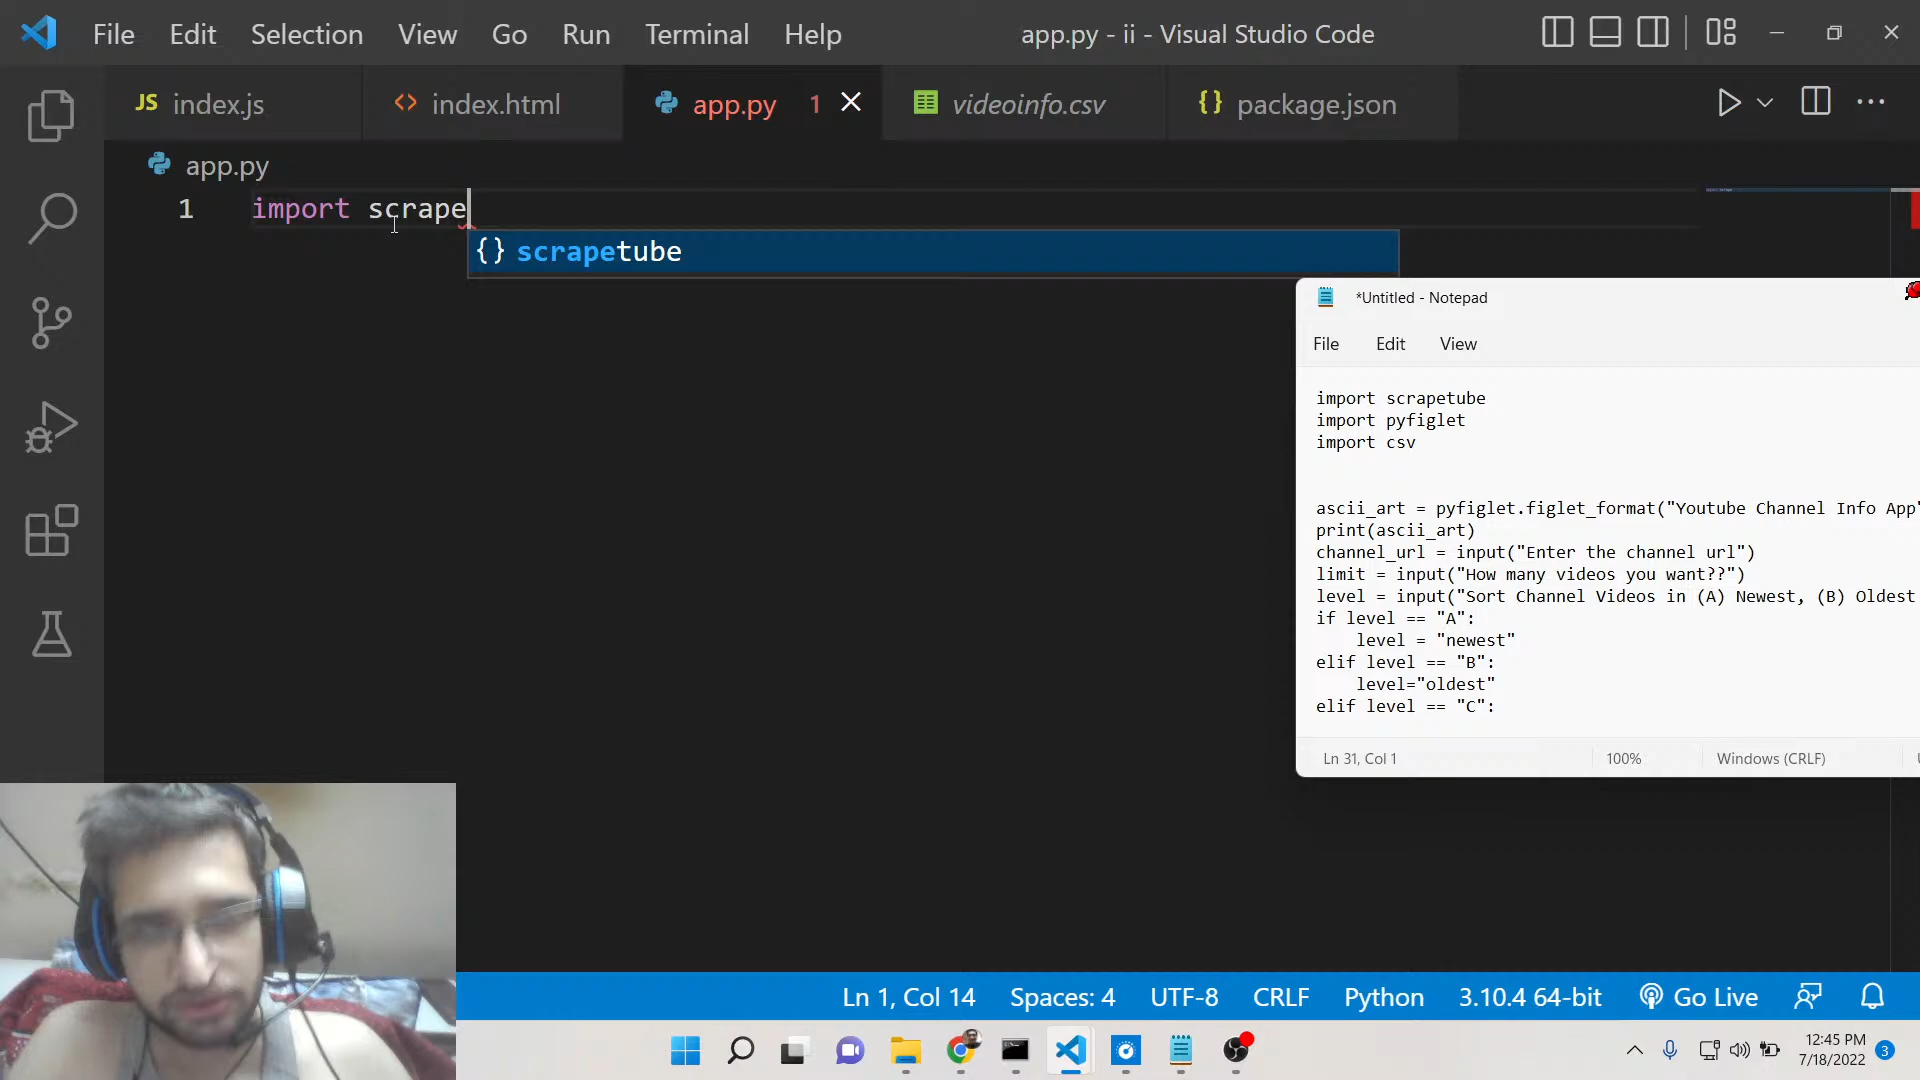 File Edit Selection View Go Run Terminal Help app.py - ii - Visual Studio Code
JS index.js <> index.html app.py 1 videoinfo.csv {} package.json
app.py
1 import scrape
{} scrapetube
*Untitled - Notepad
File Edit View
import scrapetube
import pyfiglet
import csv
ascii_art = pyfiglet.figlet_format("Youtube Channel Info App"
print(ascii_art)
channel_url = input("Enter the channel url")
limit = input("How many videos you want??")
level = input("Sort Channel Videos in (A) Newest, (B) Oldest
if level == "A":
level = "newest"
elif level == "B":
level="oldest"
elif level == "C":
Ln 31, Col 1 100% Windows (CRLF)
Ln 1, Col 14 Spaces: 4 UTF-8 CRLF Python 3.10.4 64-bit Go Live
12:45 PM
7/18/2022 3